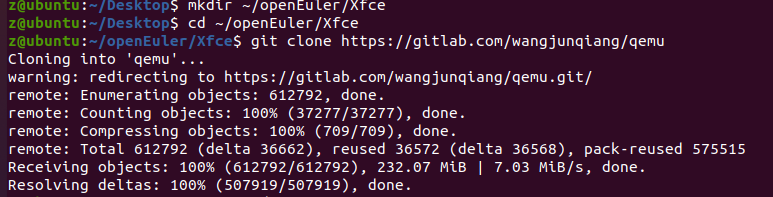 z@ubuntu:~/Desktop$ mkdir ~/openEuler/Xfce
z@ubuntu:~/Desktop$ cd ~/openEuler/Xfce
z@ubuntu:~/openEuler/Xfce$ git clone https://gitlab.com/wangjunqiang/qemu
Cloning into 'qemu'...
warning: redirecting to https://gitlab.com/wangjunqiang/qemu.git/
remote: Enumerating objects: 612792, done.
remote: Counting objects: 100% (37277/37277), done.
remote: Compressing objects: 100% (709/709), done.
remote: Total 612792 (delta 36662), reused 36572 (delta 36568), pack-reused 575515
Receiving objects: 100% (612792/612792), 232.07 MiB | 7.03 MiB/s, done.
Resolving deltas: 100% (507919/507919), done.